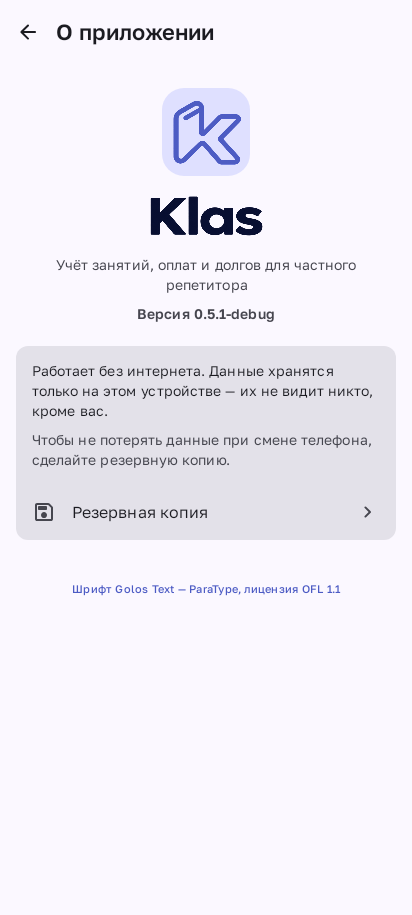 О приложении
Klas
Учёт занятий, оплат и долгов для частного
репетитора
Версия 0.5.1-debug
Работает без интернета. Данные хранятся
только на этом устройстве — их не видит никто,
кроме вас.
Чтобы не потерять данные при смене телефона,
сделайте резервную копию.
Резервная копия
Шрифт Golos Text — ParaType, лицензия OFL 1.1